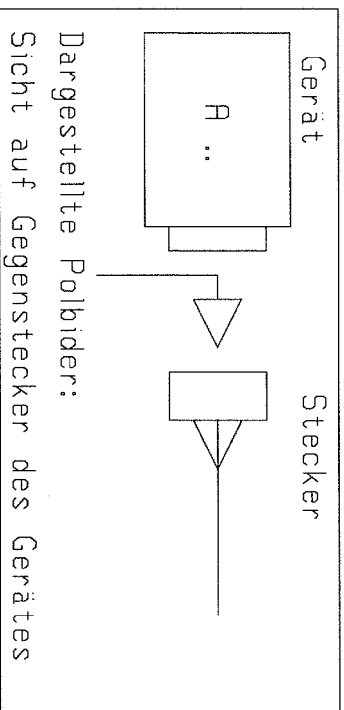 Gerät
Stecker
A ..
Dargestellte Polbider:
Sicht auf Gegenstecker des Gerätes